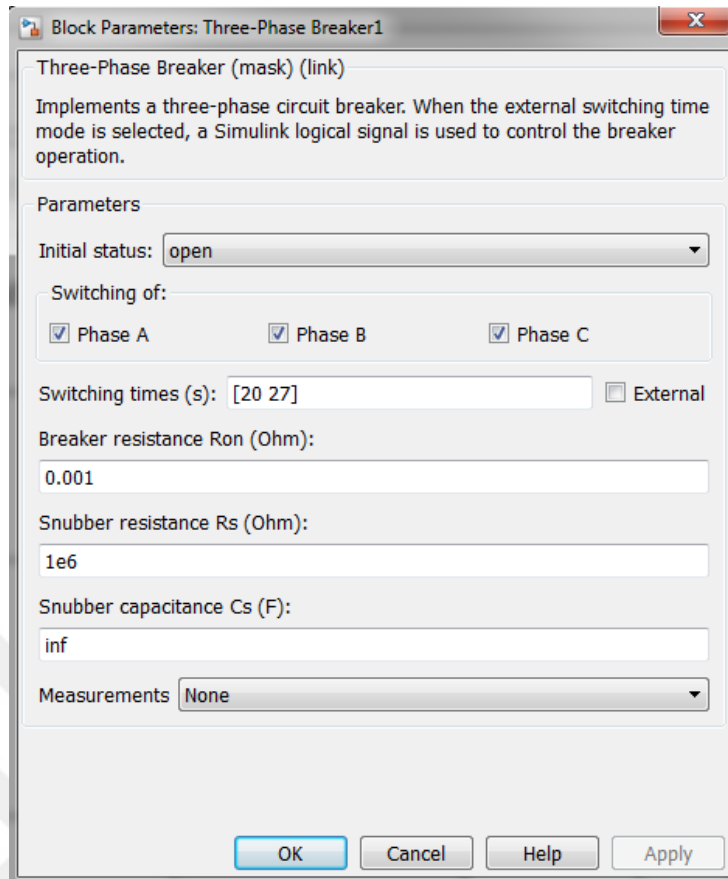 Block Parameters: Three-Phase Breaker1
Three-Phase Breaker (mask) (link)
Implements a three-phase circuit breaker. When the external switching time
mode is selected, a Simulink logical signal is used to control the breaker
operation.
Parameters
Initial status: open
Switching of:
Phase A Phase B Phase C
Switching times (s): [20 27] External
Breaker resistance Ron (Ohm):
0.001
Snubber resistance Rs (Ohm):
1e6
Snubber capacitance Cs (F):
inf
Measurements None
OK Cancel Help Apply